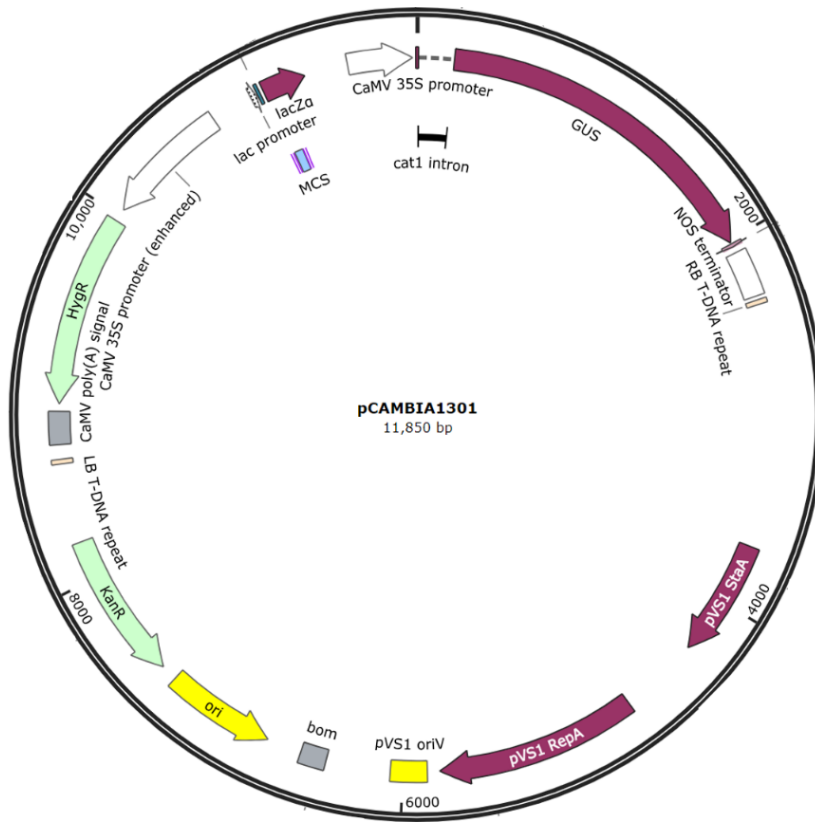 CaMV 35S promoter
lacZα
lac promoter
MCS
cat1 intron
GUS
2000
NOS terminator
RB T-DNA repeat
10,000
CaMV 35S promoter (enhanced)
HygR
CaMV poly(A) signal
pCAMBIA1301
11,850 bp
LB T-DNA repeat
KanR
8000
ori
bom
pVS1 oriV
6000
pVS1 RepA
pVS1 StaA
4000